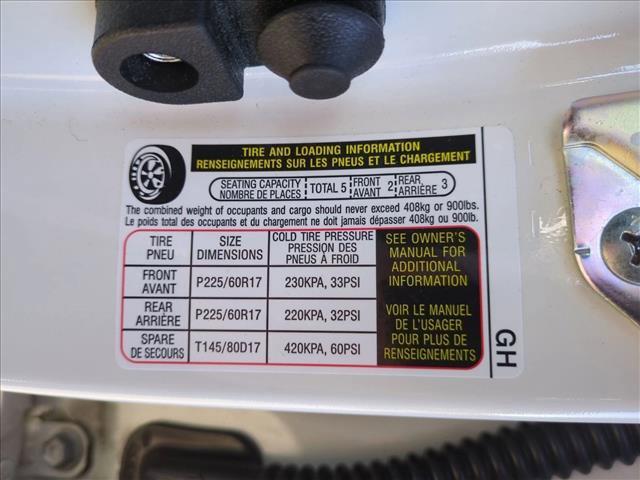 TIRE AND LOADING INFORMATION
RENSEIGNEMENTS SUR LES PNEUS ET LE CHARGEMENT
SEATING CAPACITY
NOMBRE DE PLACES
TOTAL 5
FRONT
AVANT
2
REAR
ARRIÈRE
3
The combined weight of occupants and cargo should never exceed 408kg or 900lbs.
Le poids total des occupants et du chargement ne doit jamais dépasser 408kg ou 900lb.
TIRE
PNEU
SIZE
DIMENSIONS
COLD TIRE PRESSURE
PRESSION DES
PNEUS À FROID
FRONT
AVANT
P225/60R17
230KPA, 33PSI
REAR
ARRIÈRE
P225/60R17
220KPA, 32PSI
SPARE
DE SECOURS
T145/80D17
420KPA, 60PSI
SEE OWNER'S
MANUAL FOR
ADDITIONAL
INFORMATION
VOIR LE MANUEL
DE L'USAGER
POUR PLUS DE
RENSEIGNEMENTS
GH